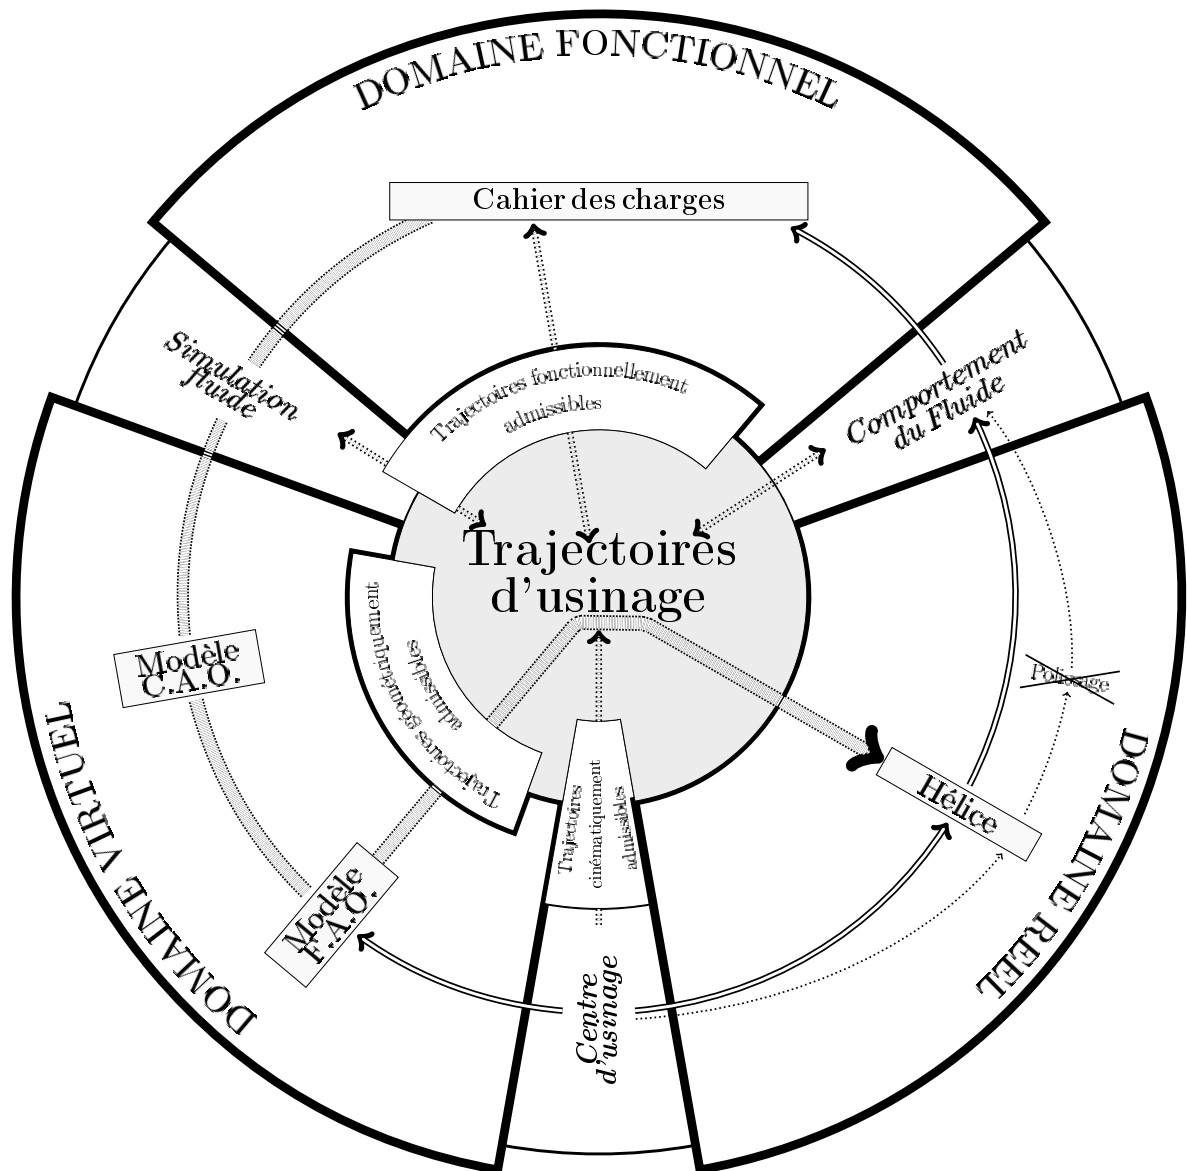 DOMAINE FONCTIONNEL
Cahier des charges
Simulation
fluide
Comportement
du Fluide
Trajectoires fonctionnellement
admissibles
Trajectoires
d'usinage
Trajectoires géométriquement
admissibles
Modèle
C.A.O.
Polissage
DOMAINE VIRTUEL
DOMAINE REEL
Hélice
Trajectoires
cinématiquement
admissibles
Modèle
F.A.O.
Centre
d'usinage